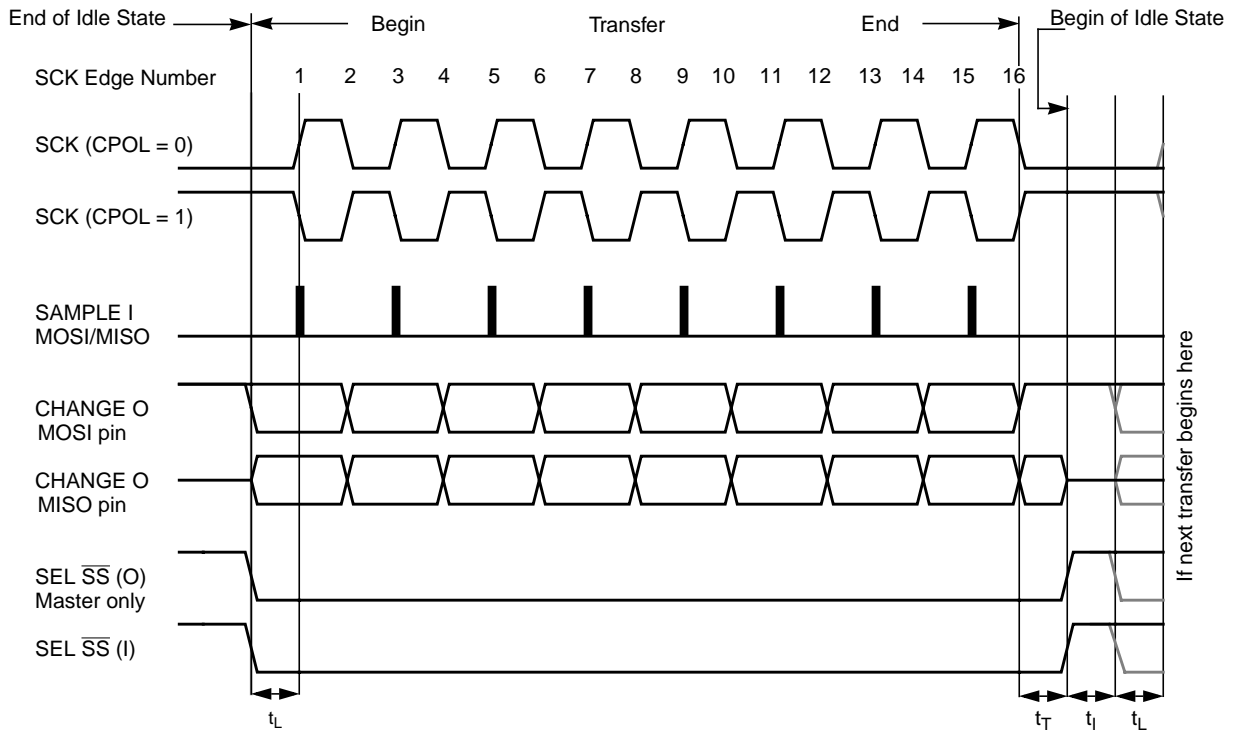 End of Idle State
Begin
Transfer
End
Begin of Idle State
SCK Edge Number
1 2 3 4 5 6 7 8 9 10 11 12 13 14 15 16
SCK (CPOL = 0)
SCK (CPOL = 1)
SAMPLE I
MOSI/MISO
CHANGE O
MOSI pin
CHANGE O
MISO pin
SEL SS (O)
Master only
SEL SS (I)
tL
tT
tI
tL
If next transfer begins here